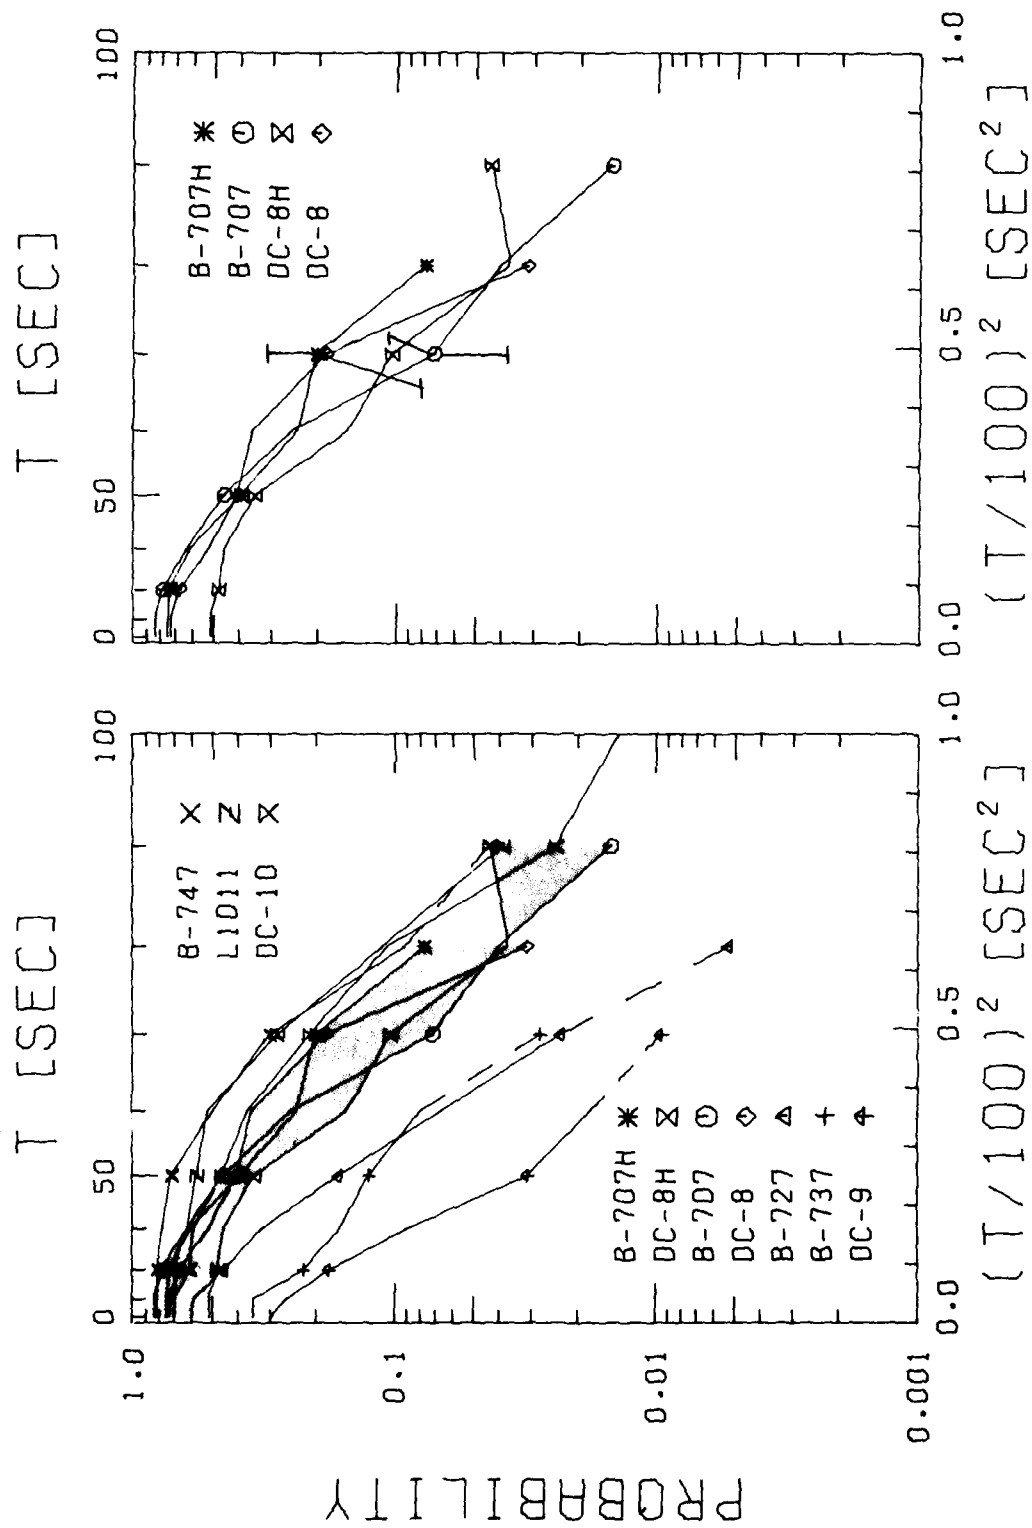 T [SEC]
0 50 100
B-747
L1011
DC-10
B-707H
DC-8H
B-707
DC-8
B-727
B-737
DC-9
PROBABILITY
1.0
0.1
0.01
0.001
0.0 0.5 1.0
(T/100)² [SEC²]
T [SEC]
0 50 100
B-707H
B-707
DC-8H
DC-8
0.0 0.5 1.0
(T/100)² [SEC²]